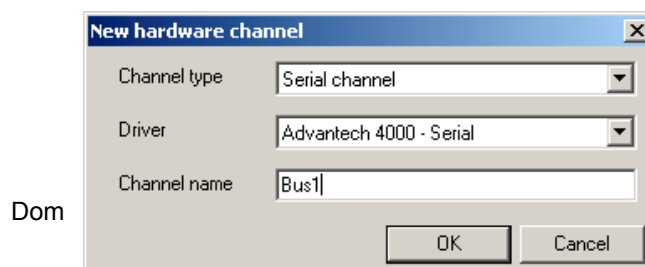 New hardware channel
Channel type Serial channel
Driver Advantech 4000 - Serial
Channel name Bus1
Dom
OK Cancel